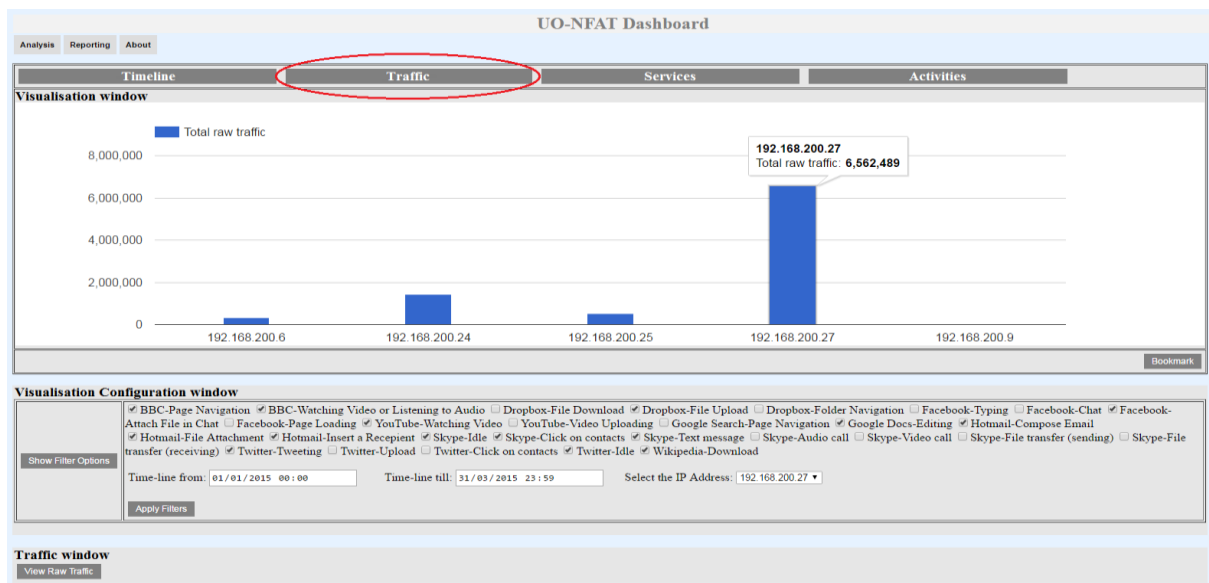 UO-NFAT Dashboard
Analysis Reporting About
Timeline Traffic Services Activities
Visualisation window
Total raw traffic
192.168.200.27
Total raw traffic: 6,562,489
8,000,000
6,000,000
4,000,000
2,000,000
0
192.168.200.6 192.168.200.24 192.168.200.25 192.168.200.27 192.168.200.9
Bookmark
Visualisation Configuration window
BBC-Page Navigation BBC-Watching Video or Listening to Audio Dropbox-File Download Dropbox-File Upload Dropbox-Folder Navigation Facebook-Typing Facebook-Chat Facebook-
Attach File in Chat Facebook-Page Loading YouTube-Watching Video YouTube-Video Uploading Google Search-Page Navigation Google Docs-Editing Hotmail-Compose Email
Hotmail-File Attachment Hotmail-Insert a Recepient Skype-Idle Skype-Click on contacts Skype-Text message Skype-Audio call Skype-Video call Skype-File transfer (sending) Skype-File
transfer (receiving) Twitter-Tweeting Twitter-Upload Twitter-Click on contacts Twitter-Idle Wikipedia-Download
Show Filter Options
Time-line from: 01/01/2015 00:00 Time-line till: 31/03/2015 23:59 Select the IP Address: 192.168.200.27
Apply Filters
Traffic window
View Raw Traffic